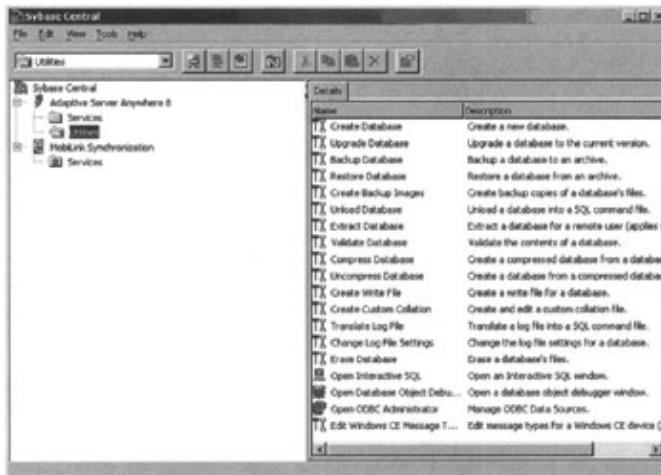 Sybase Central
File Edit View Tools Help
Utilities
Sybase Central
Adaptive Server Anywhere 8
Services
Utilities
MobiLink Synchronization
Services
Details
Name Description
Create Database Create a new database.
Upgrade Database Upgrade a database to the current version.
Backup Database Backup a database to an archive.
Restore Database Restore a database from an archive.
Create Backup Images Create backup copies of a database's files.
Unload Database Unload a database into a SQL command file.
Extract Database Extract a database for a remote user (applies
Validate Database Validate the contents of a database.
Compress Database Create a compressed database from a databa
Uncompress Database Create a database from a compressed databa
Create Write File Create a write file for a database.
Create Custom Collation Create and edit a custom collation file.
Translate Log File Translate a log file into a SQL command file.
Change Log File Settings Change the log file settings for a database.
Erase Database Erase a database's files.
Open Interactive SQL Open an Interactive SQL window.
Open Database Object Debu... Open a database object debugger window.
Open ODBC Administrator Manage ODBC Data Sources.
Edit Windows CE Message T... Edit message types for a Windows CE device (